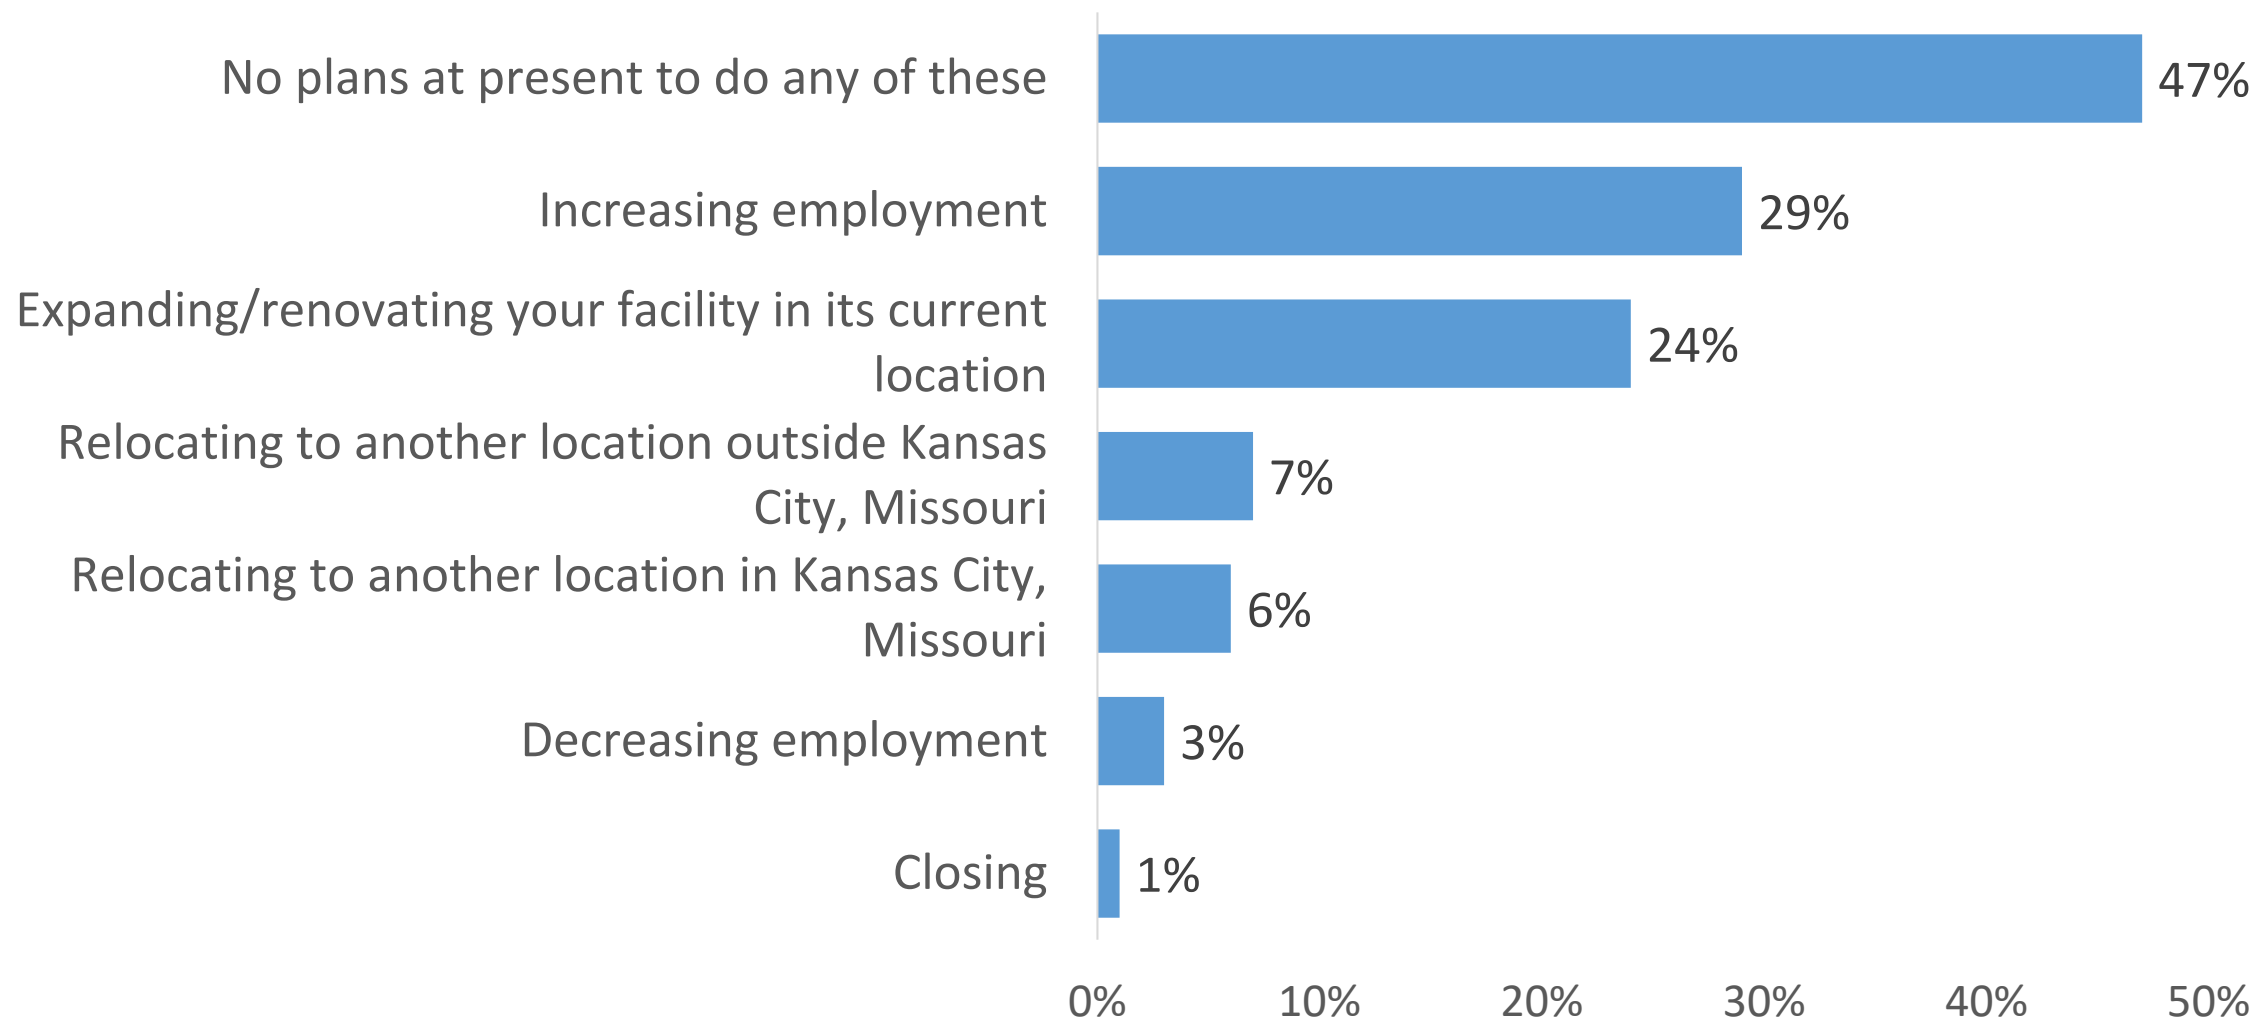 No plans at present to do any of these
47%
Increasing employment
29%
Expanding/renovating your facility in its current
location
24%
Relocating to another location outside Kansas
City, Missouri
7%
Relocating to another location in Kansas City,
Missouri
6%
Decreasing employment
3%
Closing
1%
0% 10% 20% 30% 40% 50%